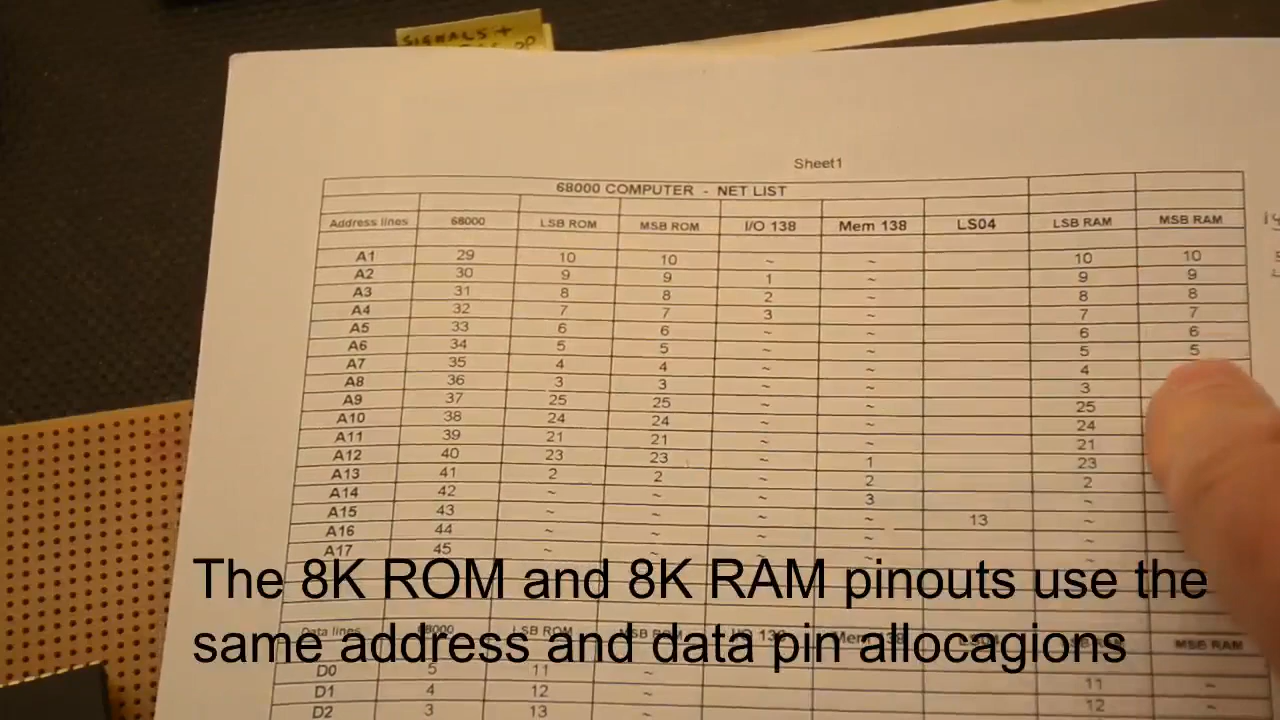 SIGNALS +
Sheet1
68000 COMPUTER - NET LIST
Address lines 68000 LSB ROM MSB ROM I/O 138 Mem 138 LS04 LSB RAM MSB RAM
A1 29 10 10 ~ ~ 10 10
A2 30 9 9 1 ~ 9 9
A3 31 8 8 2 ~ 8 8
A4 32 7 7 3 ~ 7 7
A5 33 6 6 ~ ~ 6 6
A6 34 5 5 ~ ~ 5 5
A7 35 4 4 ~ ~ 4
A8 36 3 3 ~ ~ 3
A9 37 25 25 ~ ~ 25
A10 38 24 24 ~ ~ 24
A11 39 21 21 ~ ~ 21
A12 40 23 23 ~ 1 23
A13 41 2 2 ~ 2 2
A14 42 ~ ~ ~ 3 ~
A15 43 ~ ~ ~ ~ 13 ~
A16 44 ~ ~ ~ ~ ~
A17 45 ~ ~ ~ ~
The 8K ROM and 8K RAM pinouts use the
Data lines 68000 LSB ROM MSB ROM I/O 138 Mem 138 LS04 MSB RAM
same address and data pin allocagions
D0 5 11 ~ 11 ~
D1 4 12 ~ 12 ~
D2 3 13 ~